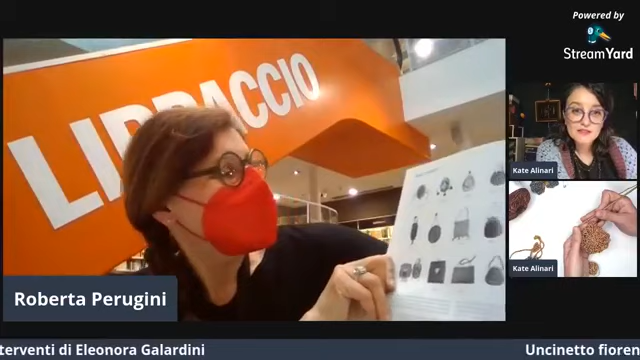 Powered by
StreamYard
LIBRACCIO
Kate Alinari
Kate Alinari
Roberta Perugini
terventi di Eleonora Galardini
Uncinetto fioren